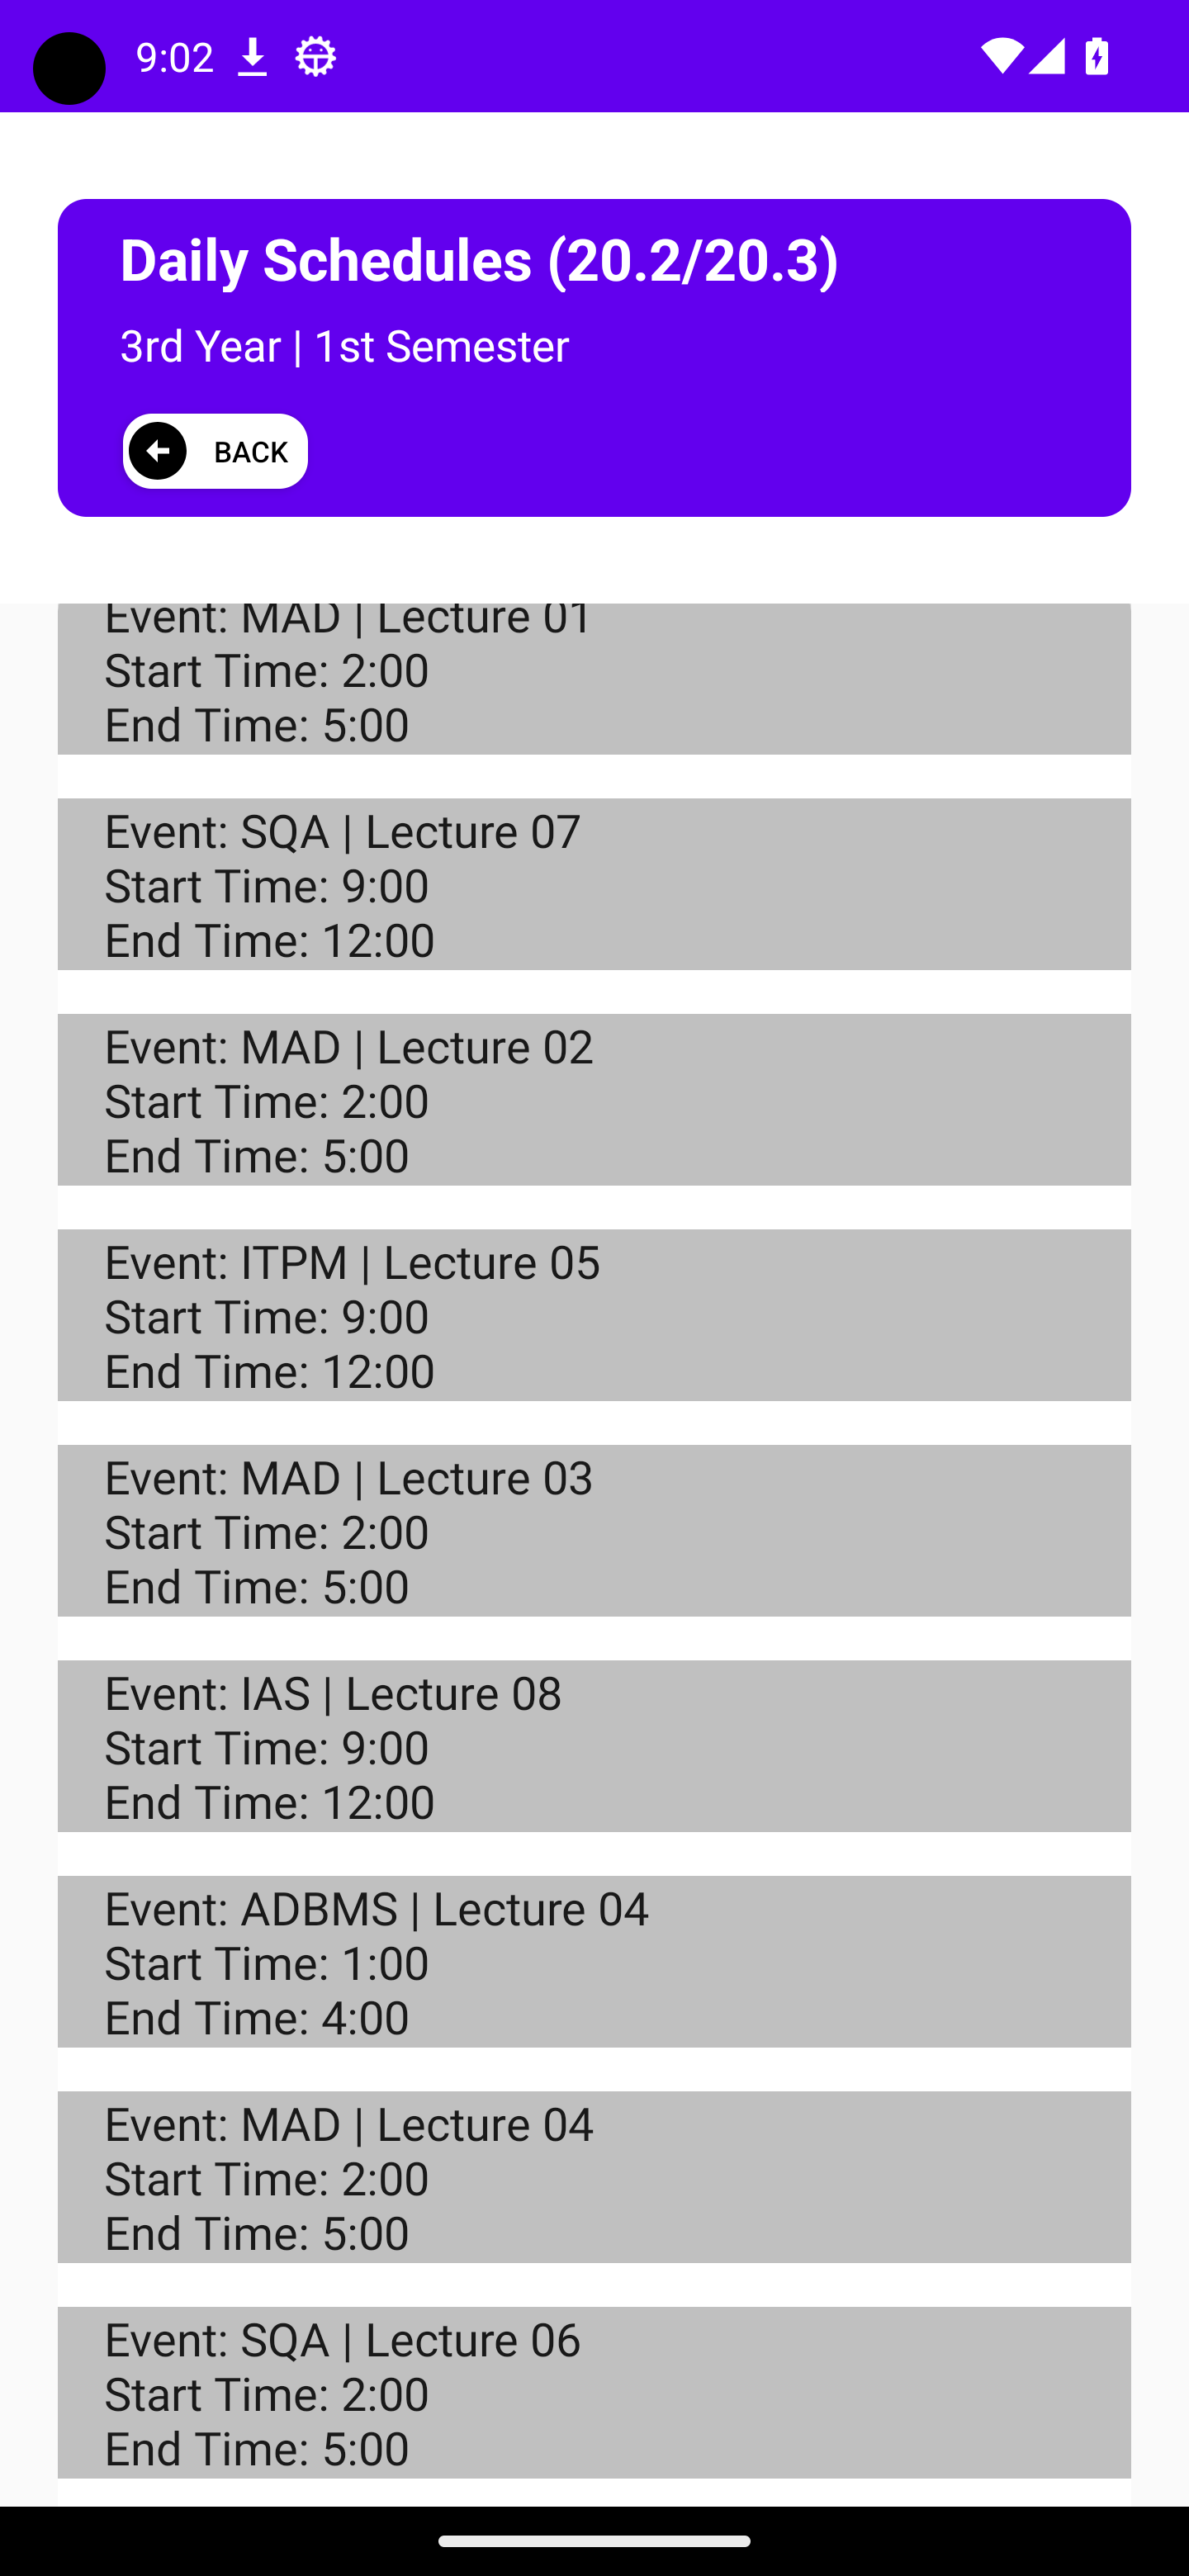 9:02
Daily Schedules (20.2/20.3)
3rd Year | 1st Semester
BACK
Event: MAD | Lecture 01
Start Time: 2:00
End Time: 5:00
Event: SQA | Lecture 07
Start Time: 9:00
End Time: 12:00
Event: MAD | Lecture 02
Start Time: 2:00
End Time: 5:00
Event: ITPM | Lecture 05
Start Time: 9:00
End Time: 12:00
Event: MAD | Lecture 03
Start Time: 2:00
End Time: 5:00
Event: IAS | Lecture 08
Start Time: 9:00
End Time: 12:00
Event: ADBMS | Lecture 04
Start Time: 1:00
End Time: 4:00
Event: MAD | Lecture 04
Start Time: 2:00
End Time: 5:00
Event: SQA | Lecture 06
Start Time: 2:00
End Time: 5:00